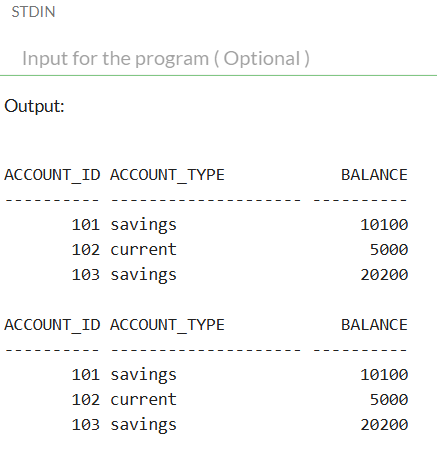 STDIN
Input for the program ( Optional )
Output:
ACCOUNT_ID ACCOUNT_TYPE            BALANCE
---------- -------------------- ----------
       101 savings                   10100
       102 current                    5000
       103 savings                   20200
ACCOUNT_ID ACCOUNT_TYPE            BALANCE
---------- -------------------- ----------
       101 savings                   10100
       102 current                    5000
       103 savings                   20200